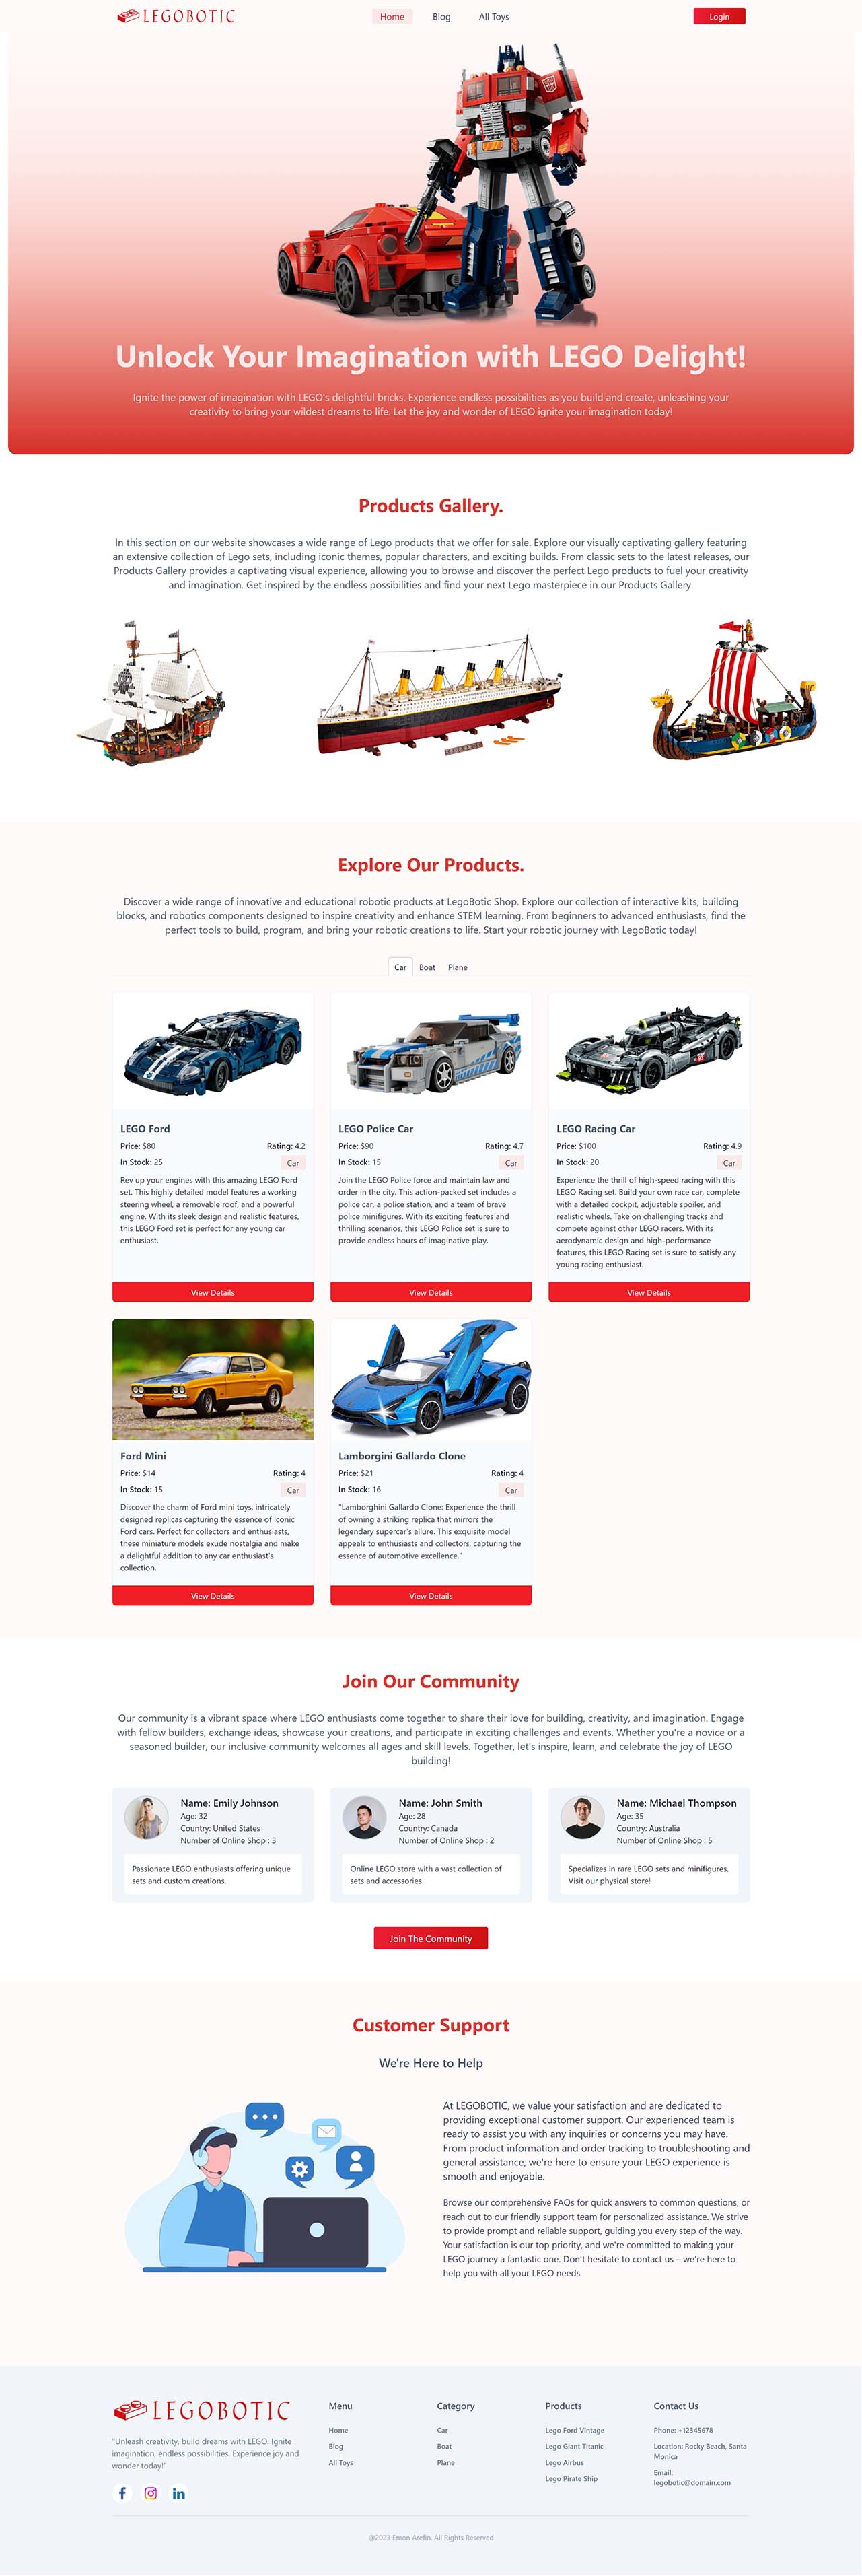 LEGOBOTIC
Home
Blog
All Toys
Login
Unlock Your Imagination with LEGO Delight!
Ignite the power of imagination with LEGO's delightful bricks. Experience endless possibilities as you build and create, unleashing your
creativity to bring your wildest dreams to life. Let the joy and wonder of LEGO ignite your imagination today!
Products Gallery.
In this section on our website showcases a wide range of Lego products that we offer for sale. Explore our visually captivating gallery featuring
an extensive collection of Lego sets, including iconic themes, popular characters, and exciting builds. From classic sets to the latest releases, our
Products Gallery provides a captivating visual experience, allowing you to browse and discover the perfect Lego products to fuel your creativity
and imagination. Get inspired by the endless possibilities and find your next Lego masterpiece in our Products Gallery.
Explore Our Products.
Discover a wide range of innovative and educational robotic products at LegoBotic Shop. Explore our collection of interactive kits, building
blocks, and robotics components designed to inspire creativity and enhance STEM learning. From beginners to advanced enthusiasts, find the
perfect tools to build, program, and bring your robotic creations to life. Start your robotic journey with LegoBotic today!
Car
Boat
Plane
LEGO Ford
Price: $80
Rating: 4.2
In Stock: 25
Car
Rev up your engines with this amazing LEGO Ford
set. This highly detailed model features a working
steering wheel, a removable roof, and a powerful
engine. With its sleek design and realistic features,
this LEGO Ford set is perfect for any young car
enthusiast.
View Details
LEGO Police Car
Price: $90
Rating: 4.7
In Stock: 15
Car
Join the LEGO Police force and maintain law and
order in the city. This action-packed set includes a
police car, a police station, and a team of brave
police minifigures. With its exciting features and
thrilling scenarios, this LEGO Police set is sure to
provide endless hours of imaginative play.
View Details
LEGO Racing Car
Price: $100
Rating: 4.9
In Stock: 20
Car
Experience the thrill of high-speed racing with this
LEGO Racing set. Build your own race car, complete
with a detailed cockpit, adjustable spoiler, and
realistic wheels. Take on challenging tracks and
compete against other LEGO racers. With its
aerodynamic design and high-performance
features, this LEGO Racing set is sure to satisfy any
young racing enthusiast.
View Details
Ford Mini
Price: $14
Rating: 4
In Stock: 15
Car
Discover the charm of Ford mini toys, intricately
designed replicas capturing the essence of iconic
Ford cars. Perfect for collectors and enthusiasts,
these miniature models exude nostalgia and make
a delightful addition to any car enthusiast's
collection.
View Details
Lamborgini Gallardo Clone
Price: $21
Rating: 4
In Stock: 16
Car
"Lamborghini Gallardo Clone: Experience the thrill
of owning a striking replica that mirrors the
legendary supercar's allure. This exquisite model
appeals to enthusiasts and collectors, capturing the
essence of automotive excellence."
View Details
Join Our Community
Our community is a vibrant space where LEGO enthusiasts come together to share their love for building, creativity, and imagination. Engage
with fellow builders, exchange ideas, showcase your creations, and participate in exciting challenges and events. Whether you're a novice or a
seasoned builder, our inclusive community welcomes all ages and skill levels. Together, let's inspire, learn, and celebrate the joy of LEGO
building!
Name: Emily Johnson
Age: 32
Country: United States
Number of Online Shop : 3
Passionate LEGO enthusiasts offering unique
sets and custom creations.
Name: John Smith
Age: 28
Country: Canada
Number of Online Shop : 2
Online LEGO store with a vast collection of
sets and accessories.
Name: Michael Thompson
Age: 35
Country: Australia
Number of Online Shop : 5
Specializes in rare LEGO sets and minifigures.
Visit our physical store!
Join The Community
Customer Support
We're Here to Help
At LEGOBOTIC, we value your satisfaction and are dedicated to
providing exceptional customer support. Our experienced team is
ready to assist you with any inquiries or concerns you may have.
From product information and order tracking to troubleshooting and
general assistance, we're here to ensure your LEGO experience is
smooth and enjoyable.
Browse our comprehensive FAQs for quick answers to common questions, or
reach out to our friendly support team for personalized assistance. We strive
to provide prompt and reliable support, guiding you every step of the way.
Your satisfaction is our top priority, and we're committed to making your
LEGO journey a fantastic one. Don't hesitate to contact us – we're here to
help you with all your LEGO needs
LEGOBOTIC
"Unleash creativity, build dreams with LEGO. Ignite
imagination, endless possibilities. Experience joy and
wonder today!"
Menu
Home
Blog
All Toys
Category
Car
Boat
Plane
Products
Lego Ford Vintage
Lego Giant Titanic
Lego Airbus
Lego Pirate Ship
Contact Us
Phone: +12345678
Location: Rocky Beach, Santa
Monica
Email:
legobotic@domain.com
@2023 Emon Arefin. All Rights Reserved